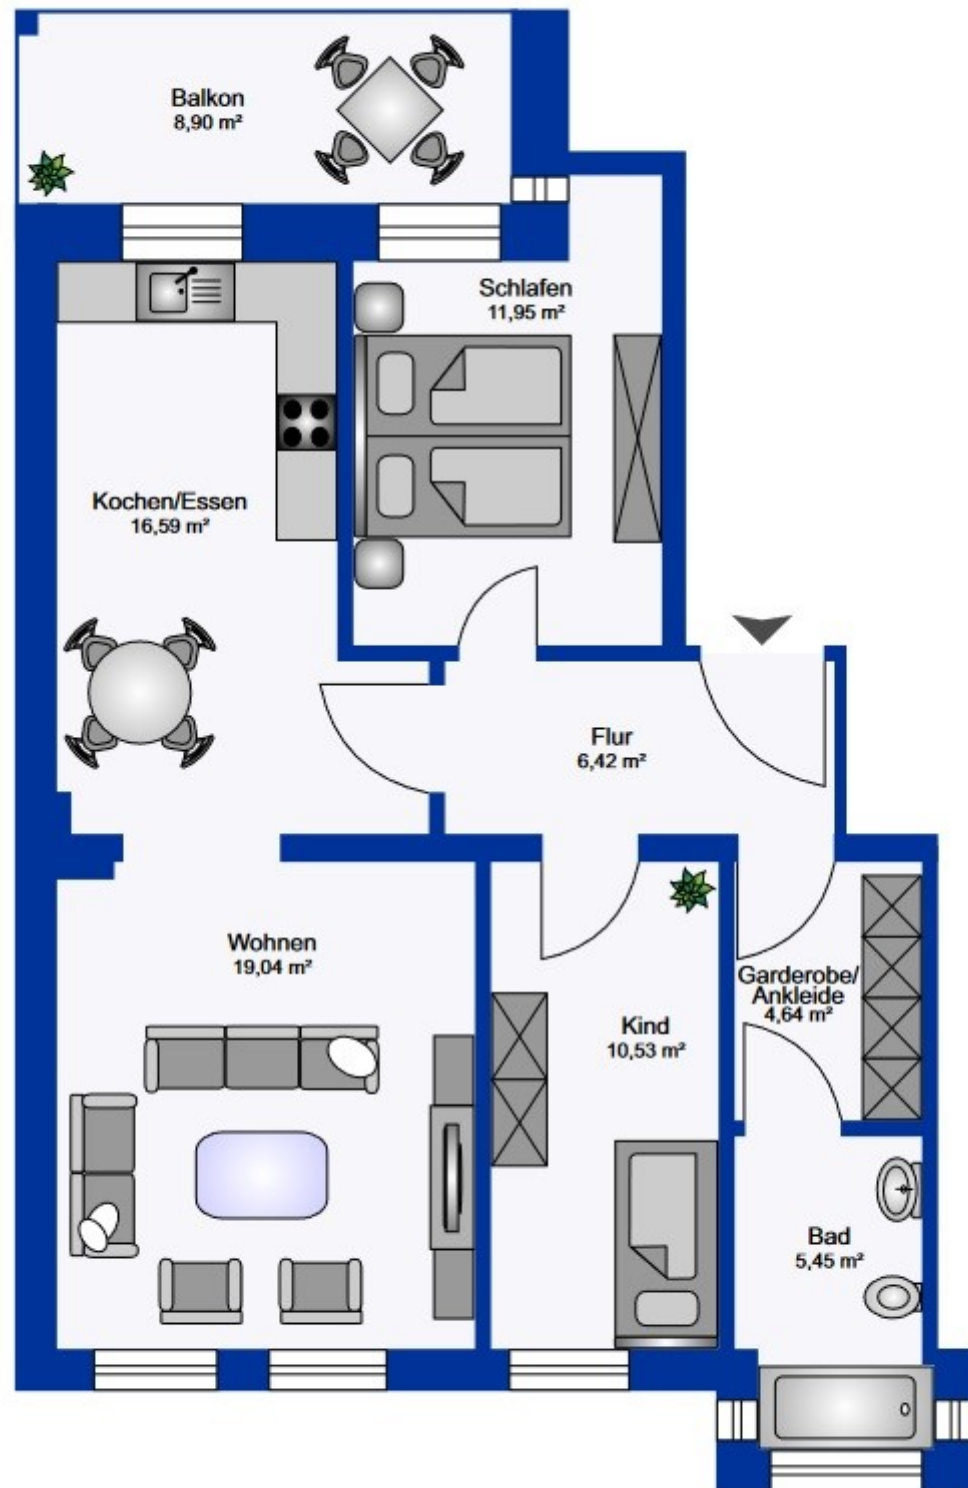 Balkon
8,90 m²
Schlafen
11,95 m²
Kochen/Essen
16,59 m²
Flur
6,42 m²
Wohnen
19,04 m²
Garderobe/
Ankleide
4,64 m²
Kind
10,53 m²
Bad
5,45 m²